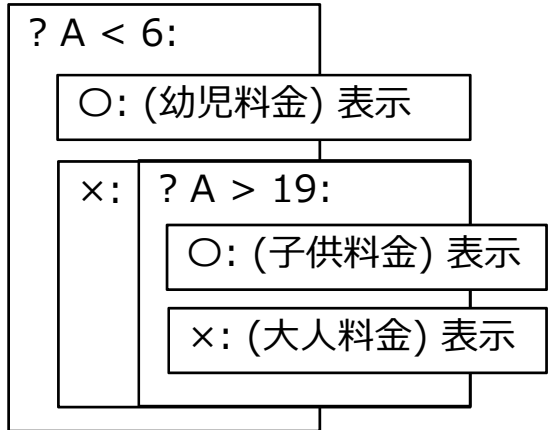 ? A < 6:
〇: (幼児料金) 表示
×: ? A > 19:
〇: (子供料金) 表示
×: (大人料金) 表示